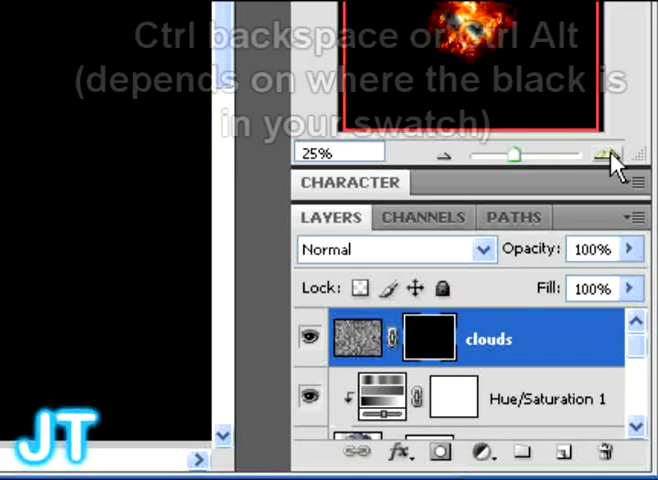 Ctrl backspace or Ctrl Alt
(depends on where the black is
in your swatch)
25%
CHARACTER
LAYERS CHANNELS PATHS
Normal Opacity: 100%
Lock: Fill: 100%
clouds
Hue/Saturation 1
JT
fx